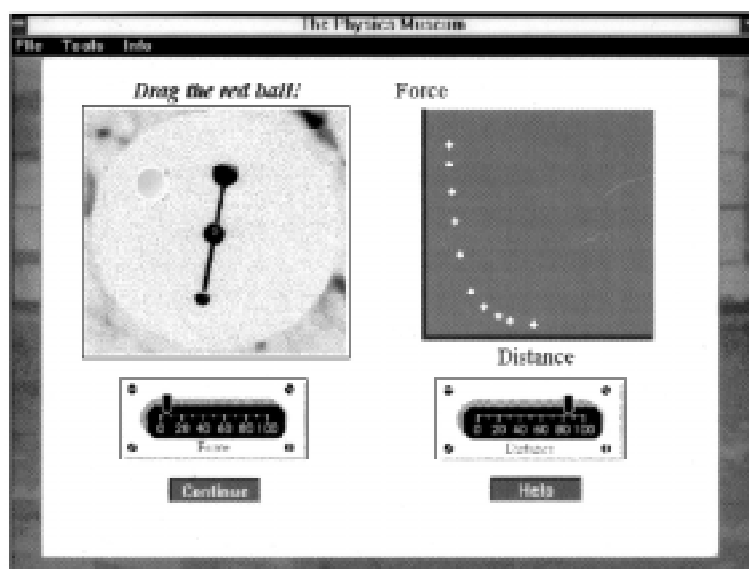 The Physics Museum
File Tools Info
Drag the red ball!
Force
Distance
0 20 40 60 80 100
Force
0 20 40 60 80 100
Distance
Continue
Help